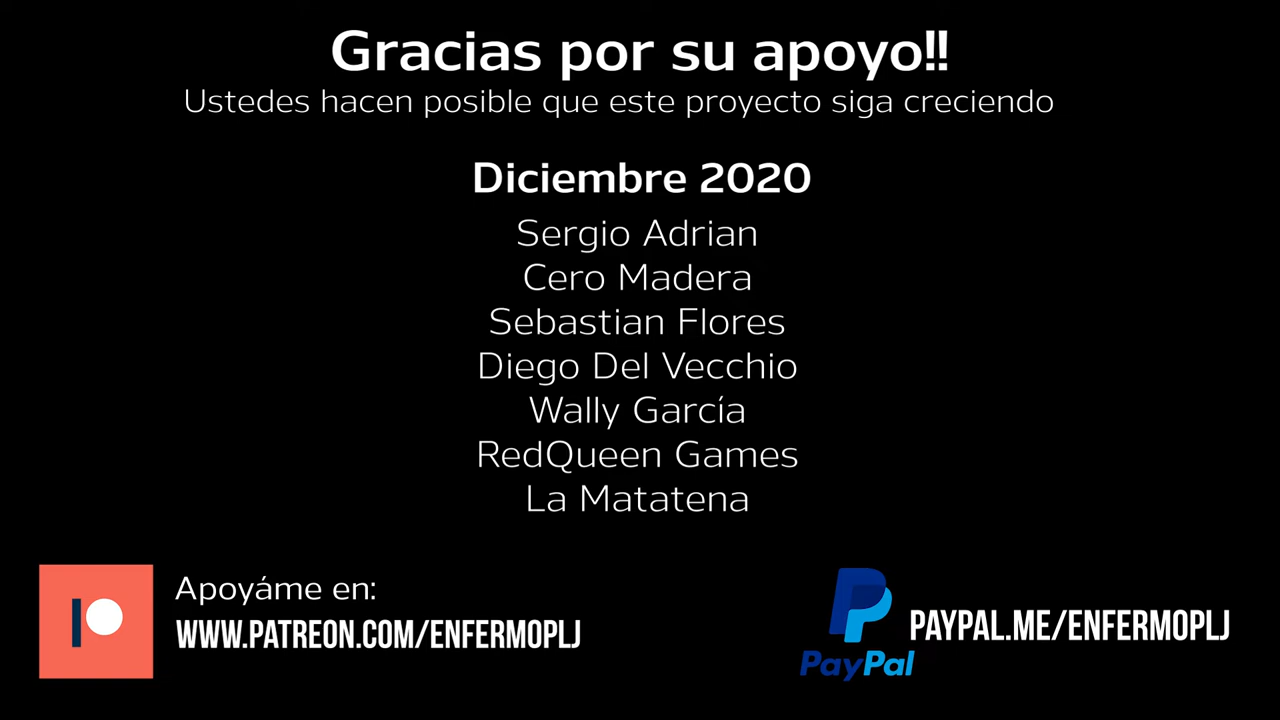 Gracias por su apoyo!!
Ustedes hacen posible que este proyecto siga creciendo
Diciembre 2020
Sergio Adrian
Cero Madera
Sebastian Flores
Diego Del Vecchio
Wally García
RedQueen Games
La Matatena
Apoyáme en:
WWW.PATREON.COM/ENFERMOPLJ
PAYPAL.ME/ENFERMOPLJ
PayPal